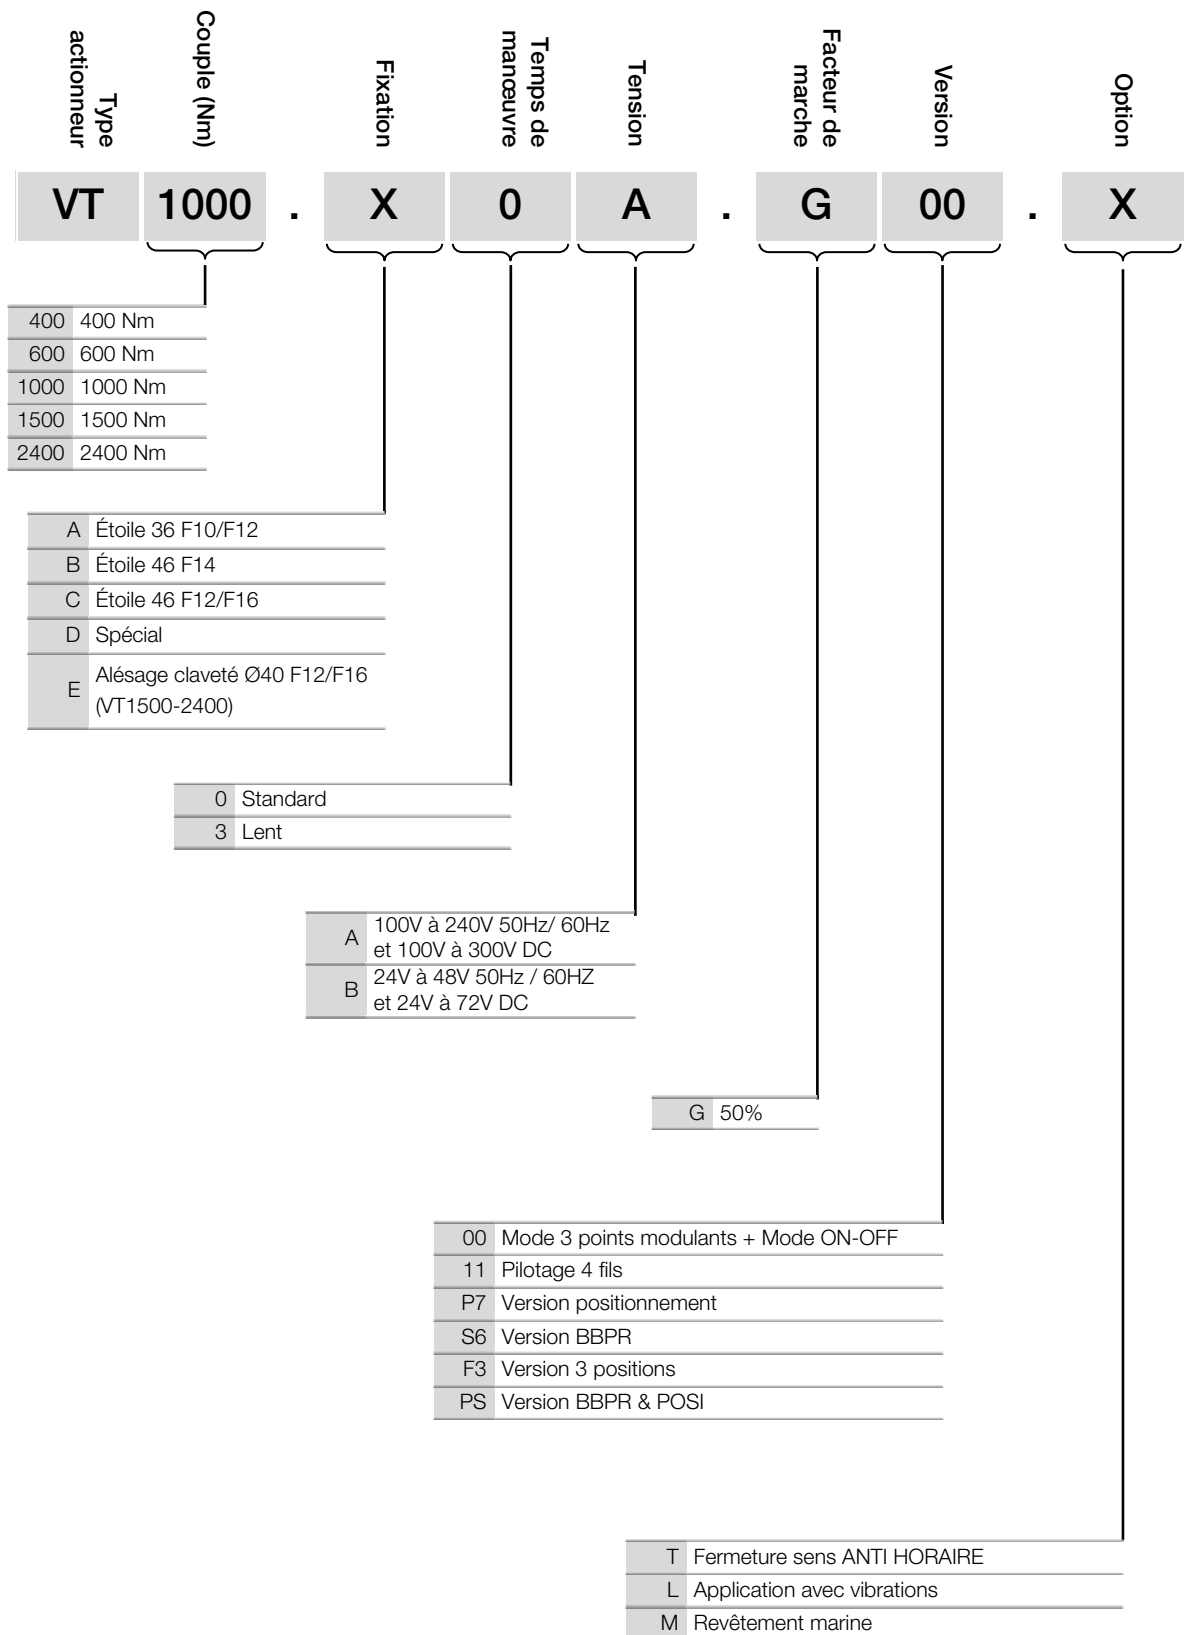 Type
actionneur
Couple (Nm)
Fixation
Temps de
manœuvre
Tension
Facteur de
marche
Version
Option
VT 1000 . X 0 A . G 00 . X
400 400 Nm
600 600 Nm
1000 1000 Nm
1500 1500 Nm
2400 2400 Nm
A Étoile 36 F10/F12
B Étoile 46 F14
C Étoile 46 F12/F16
D Spécial
E Alésage claveté Ø40 F12/F16
(VT1500-2400)
0 Standard
3 Lent
A 100V à 240V 50Hz/ 60Hz
et 100V à 300V DC
B 24V à 48V 50Hz / 60HZ
et 24V à 72V DC
G 50%
00 Mode 3 points modulants + Mode ON-OFF
11 Pilotage 4 fils
P7 Version positionnement
S6 Version BBPR
F3 Version 3 positions
PS Version BBPR & POSI
T Fermeture sens ANTI HORAIRE
L Application avec vibrations
M Revêtement marine